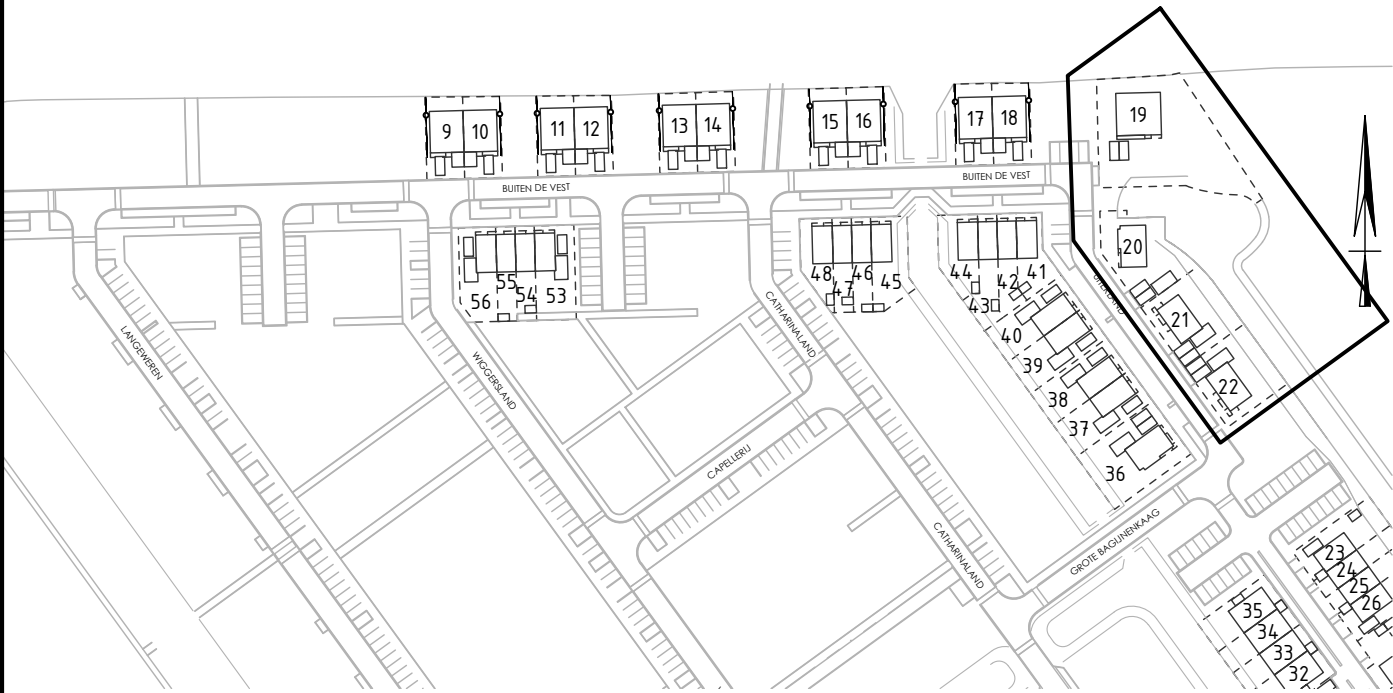 19
9 10 11 12 13 14 15 16 17 18
BUITEN DE VEST
BUITEN DE VEST
20
48 47 46 45
44 43 42 41
56 55 54 53
21
22
40
39
38
37
36
LANGEWEREN
WIGGERSLAND
CATHARINALAND
CAPELLERIJ
CATHARINALAND
GROTE BAGIJNENKAAG
23
24
25
26
35
34
33
32